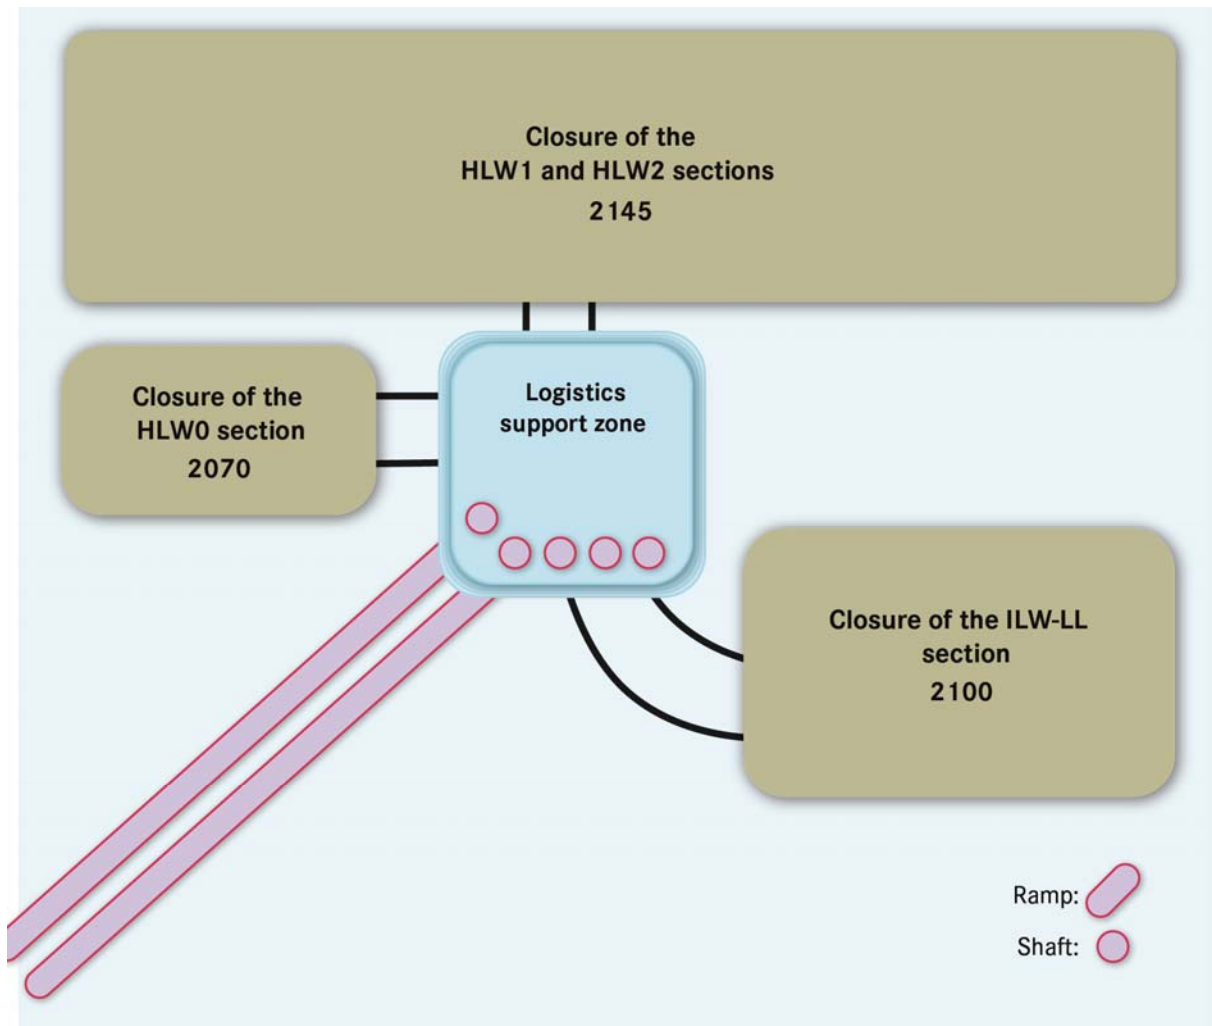 Closure of the
HLW1 and HLW2 sections
2145
Closure of the
HLW0 section
2070
Logistics
support zone
Closure of the ILW-LL
section
2100
Ramp:
Shaft: